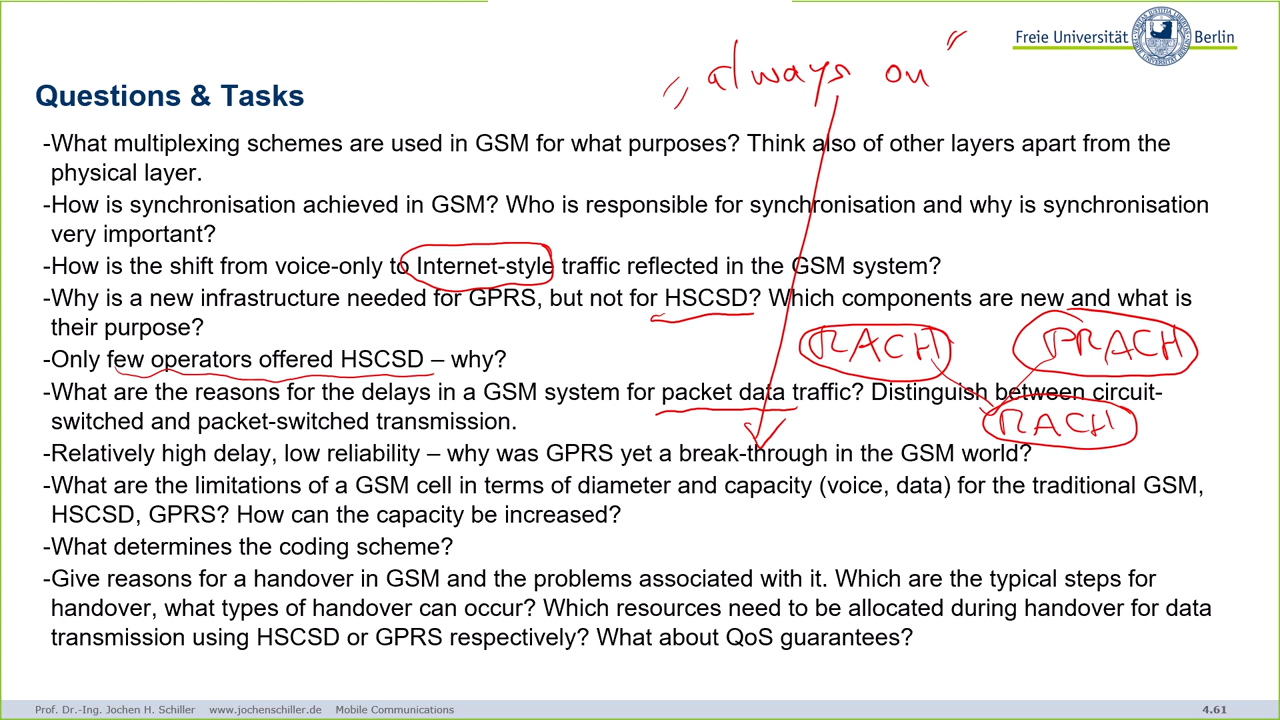 Freie Universität Berlin
„always on"
Questions & Tasks
-What multiplexing schemes are used in GSM for what purposes? Think also of other layers apart from the
physical layer.
-How is synchronisation achieved in GSM? Who is responsible for synchronisation and why is synchronisation
very important?
-How is the shift from voice-only to Internet-style traffic reflected in the GSM system?
-Why is a new infrastructure needed for GPRS, but not for HSCSD? Which components are new and what is
their purpose?
RACH PRACH
-Only few operators offered HSCSD – why?
-What are the reasons for the delays in a GSM system for packet data traffic? Distinguish between circuit-
switched and packet-switched transmission.
RACH
-Relatively high delay, low reliability – why was GPRS yet a break-through in the GSM world?
-What are the limitations of a GSM cell in terms of diameter and capacity (voice, data) for the traditional GSM,
HSCSD, GPRS? How can the capacity be increased?
-What determines the coding scheme?
-Give reasons for a handover in GSM and the problems associated with it. Which are the typical steps for
handover, what types of handover can occur? Which resources need to be allocated during handover for data
transmission using HSCSD or GPRS respectively? What about QoS guarantees?
Prof. Dr.-Ing. Jochen H. Schiller www.jochenschiller.de Mobile Communications 4.61